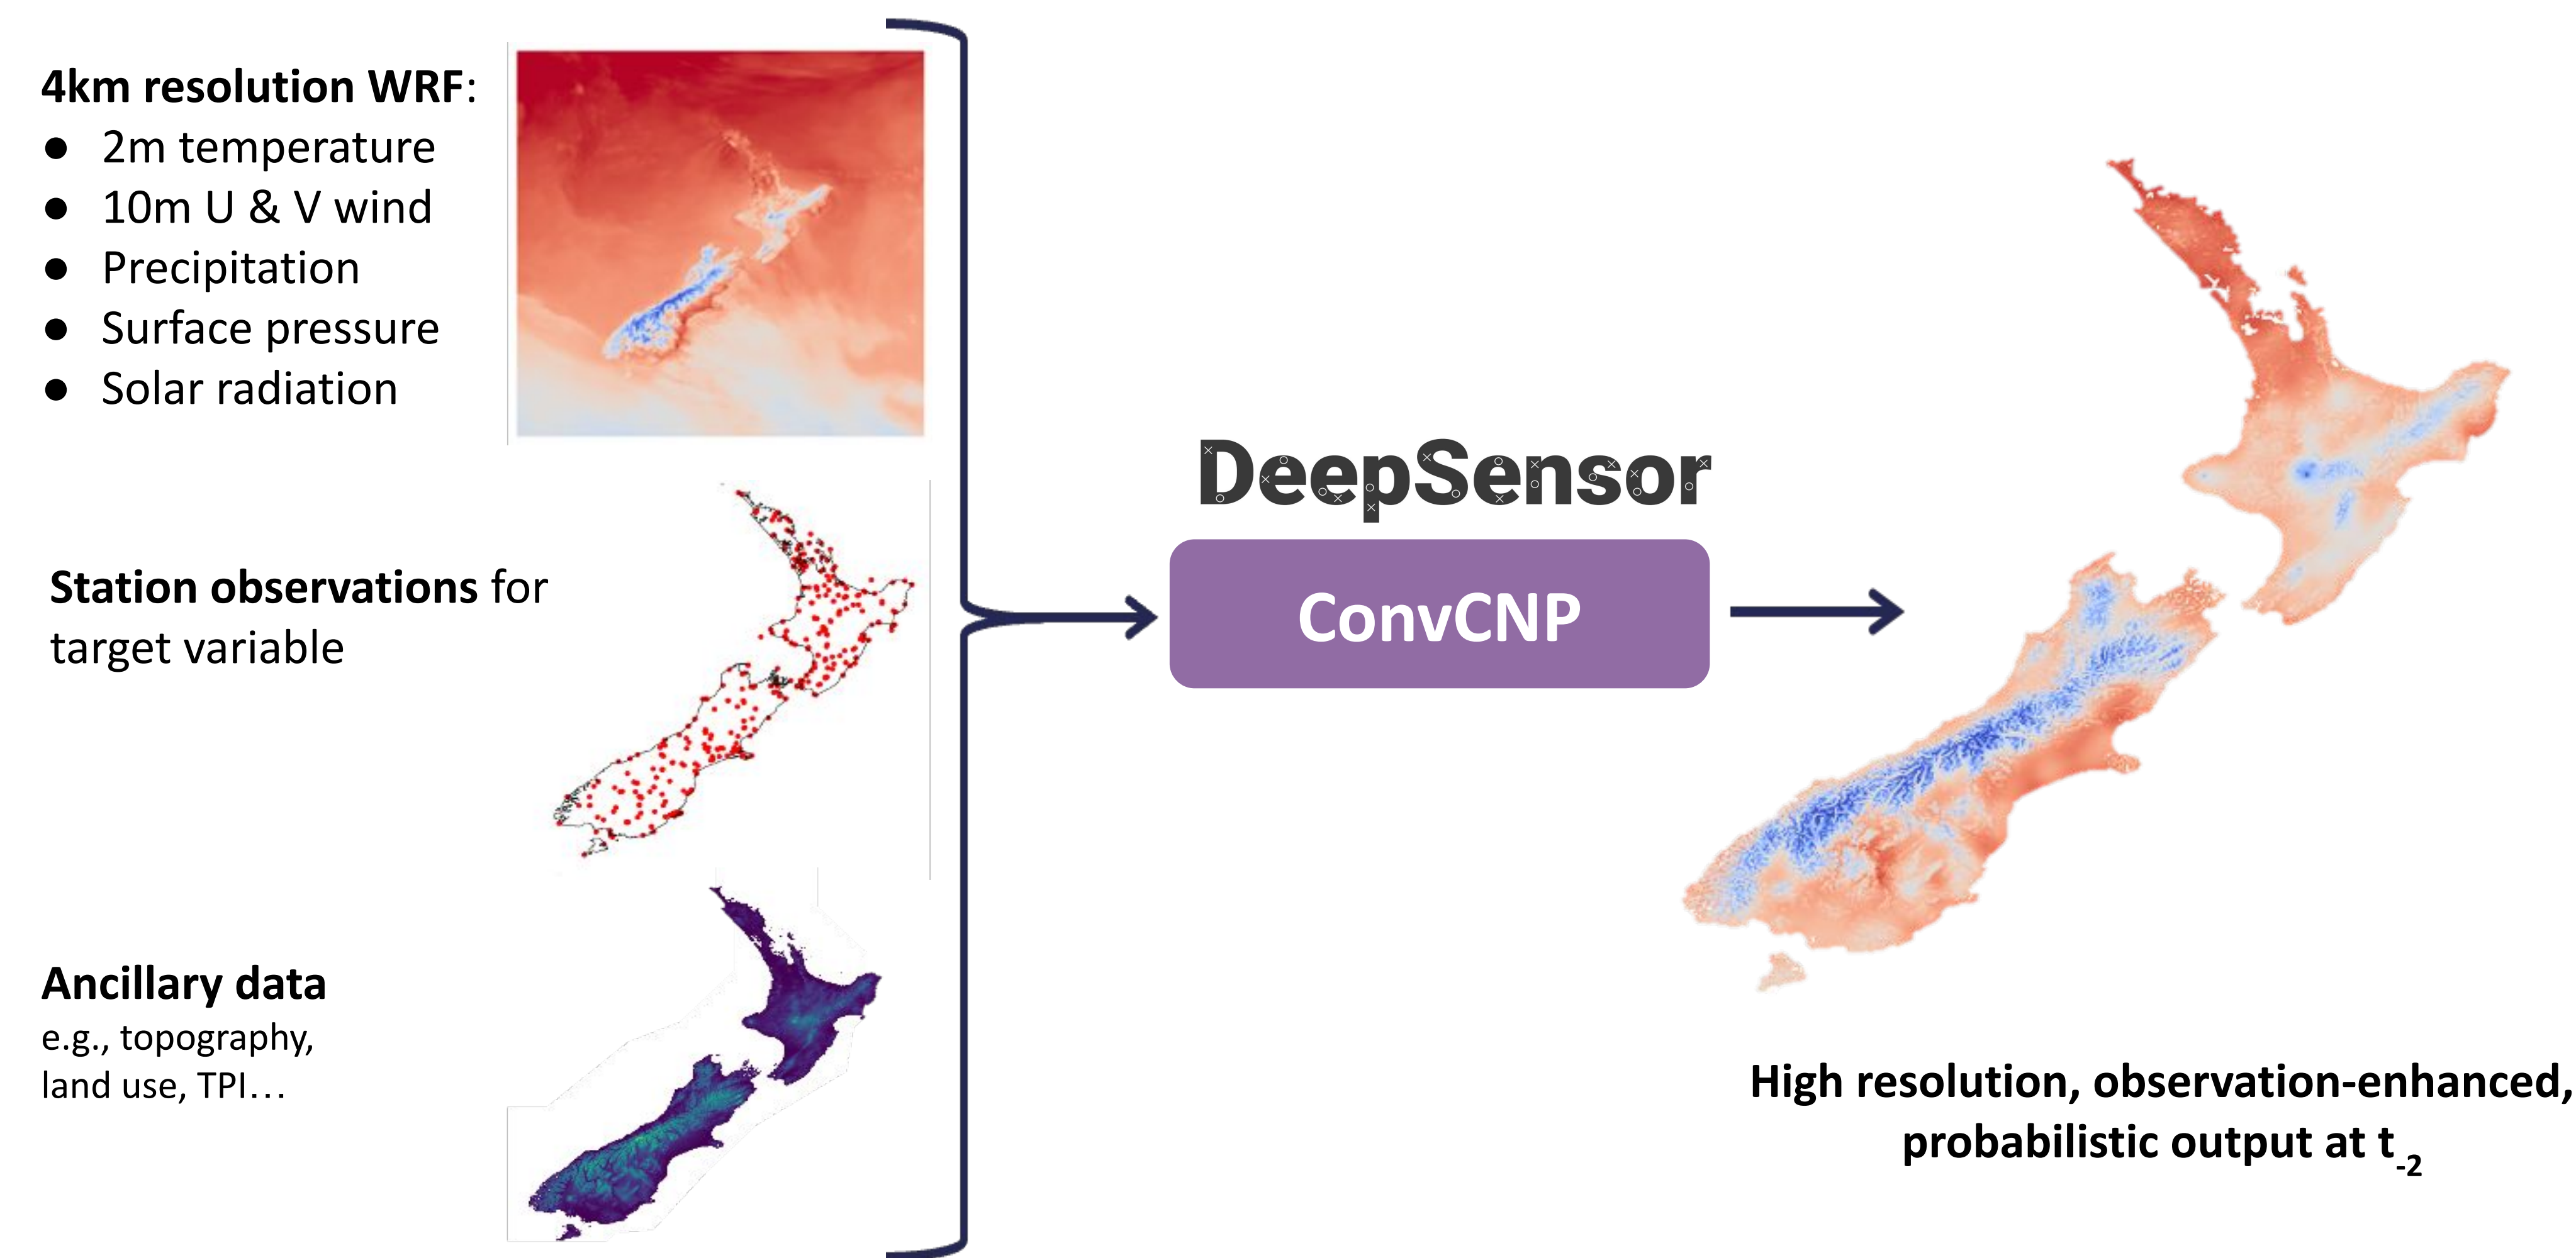 4km resolution WRF:
● 2m temperature
● 10m U & V wind
● Precipitation
● Surface pressure
● Solar radiation
Station observations for
target variable
Ancillary data
e.g., topography,
land use, TPI…
DeepSensor
ConvCNP
High resolution, observation-enhanced,
probabilistic output at t-2